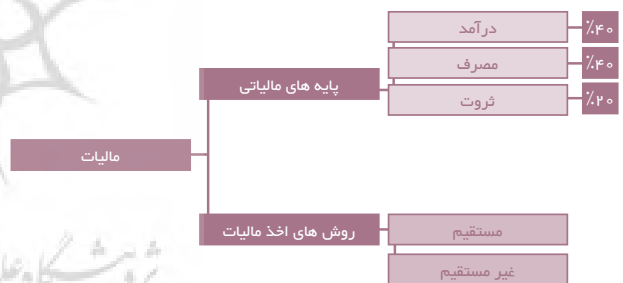 درآمد
٪۴۰
مصرف
٪۴۰
ثروت
٪۲۰
پایه های مالیاتی
مالیات
روش های اخذ مالیات
مستقیم
غیر مستقیم